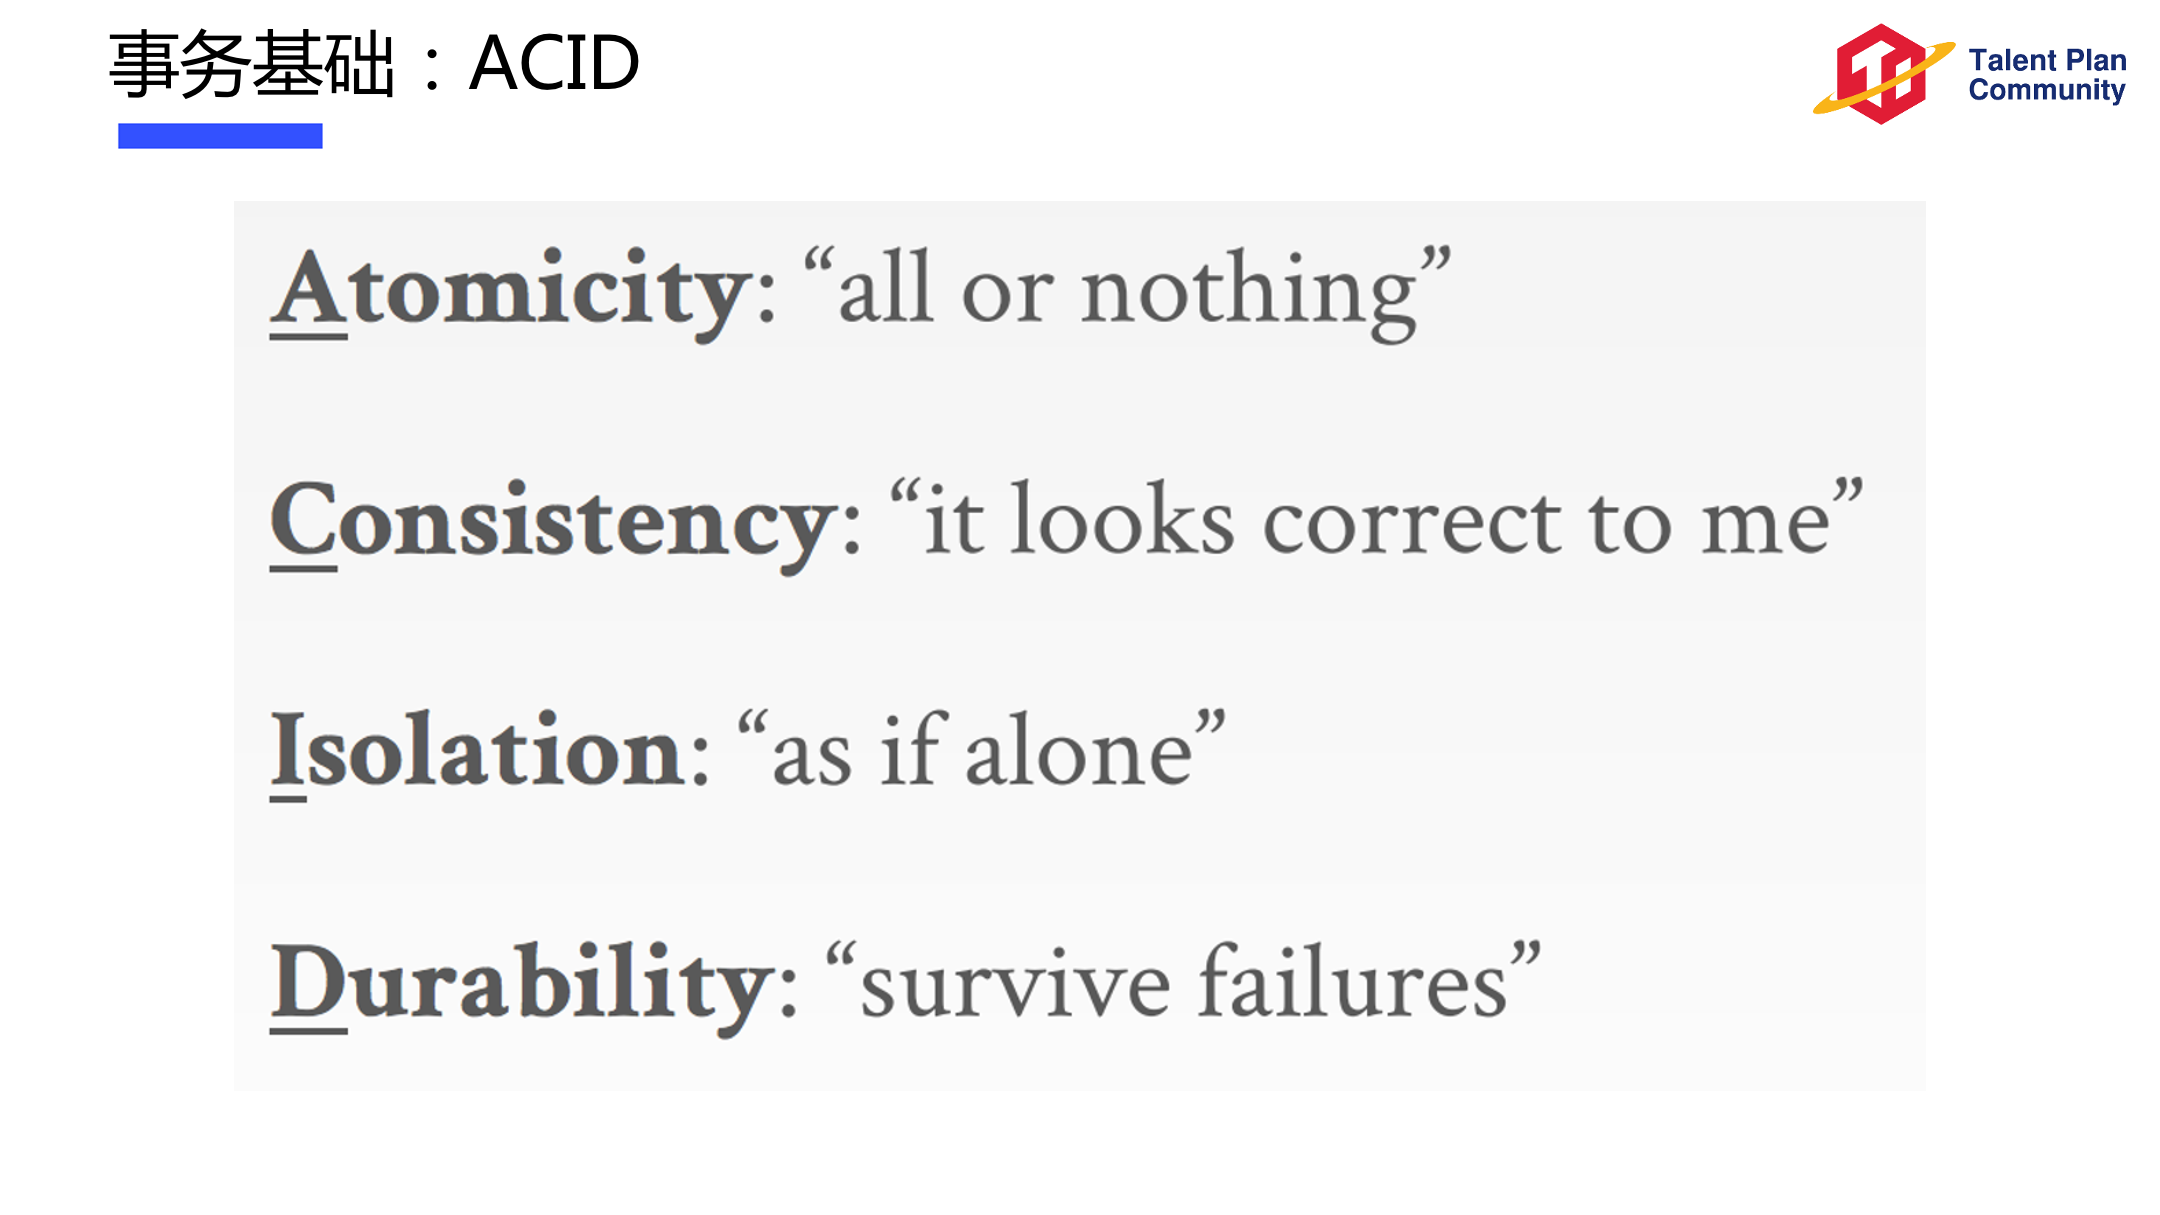 事务基础：ACID
Talent Plan
Community
Atomicity: “all or nothing”
Consistency: “it looks correct to me”
Isolation: “as if alone”
Durability: “survive failures”